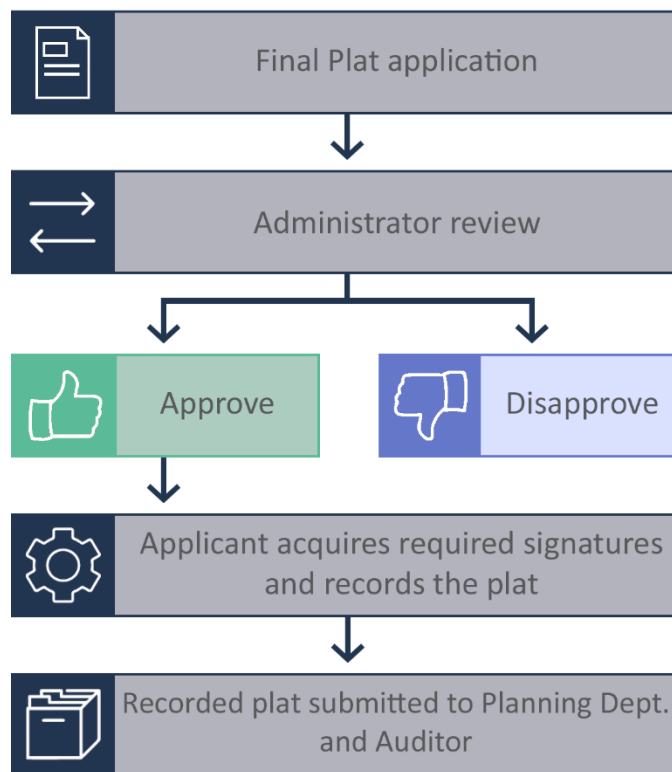 Final Plat application
Administrator review
Approve
Disapprove
Applicant acquires required signatures
and records the plat
Recorded plat submitted to Planning Dept.
and Auditor